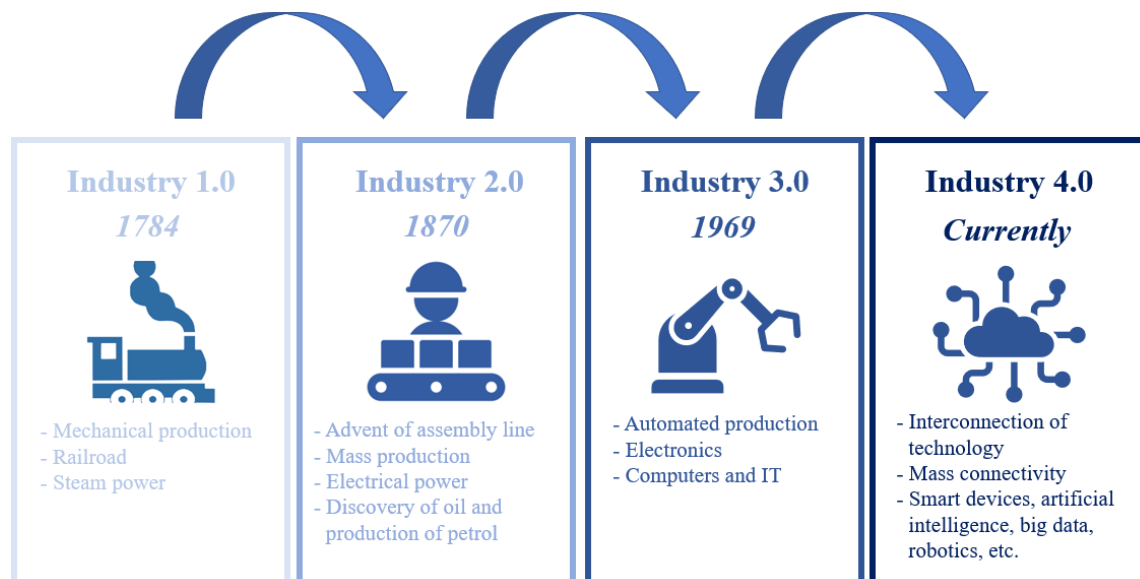 Industry 1.0
1784
- Mechanical production
- Railroad
- Steam power
Industry 2.0
1870
- Advent of assembly line
- Mass production
- Electrical power
- Discovery of oil and
production of petrol
Industry 3.0
1969
- Automated production
- Electronics
- Computers and IT
Industry 4.0
Currently
- Interconnection of
technology
- Mass connectivity
- Smart devices, artificial
intelligence, big data,
robotics, etc.